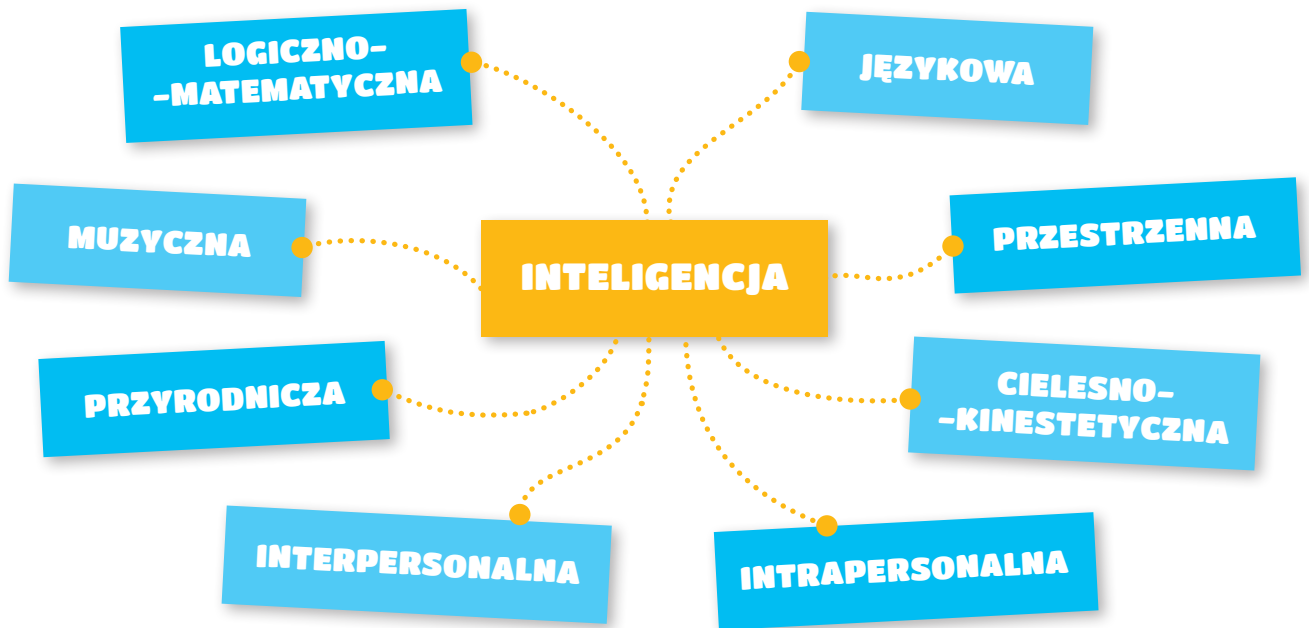 LOGICZNO-
-MATEMATYCZNA
JĘZYKOWA
MUZYCZNA
PRZESTRZENNA
INTELIGENCJA
PRZYRODNICZA
CIELESNO-
-KINESTETYCZNA
INTERPERSONALNA
INTRAPERSONALNA